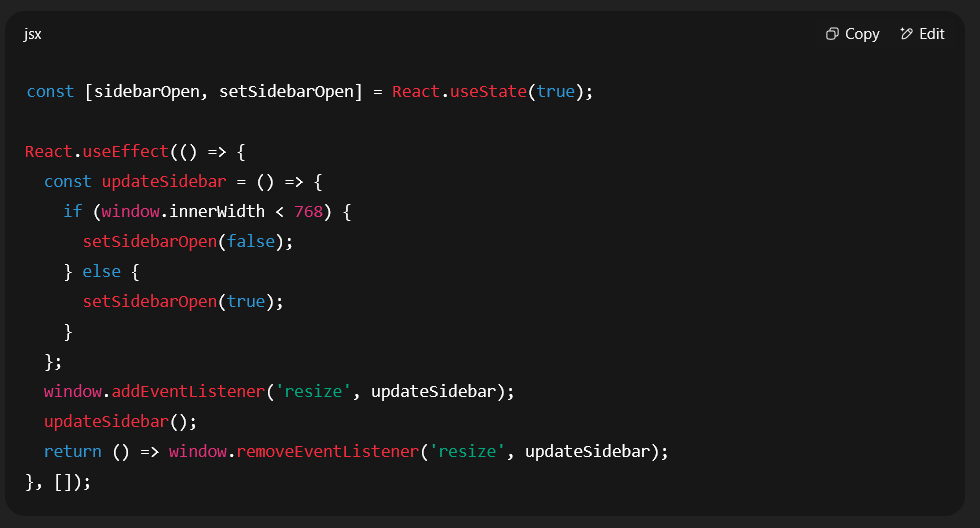 jsx Copy Edit
const [sidebarOpen, setSidebarOpen] = React.useState(true);
React.useEffect(() => {
  const updateSidebar = () => {
    if (window.innerWidth < 768) {
      setSidebarOpen(false);
    } else {
      setSidebarOpen(true);
    }
  };
  window.addEventListener('resize', updateSidebar);
  updateSidebar();
  return () => window.removeEventListener('resize', updateSidebar);
}, []);